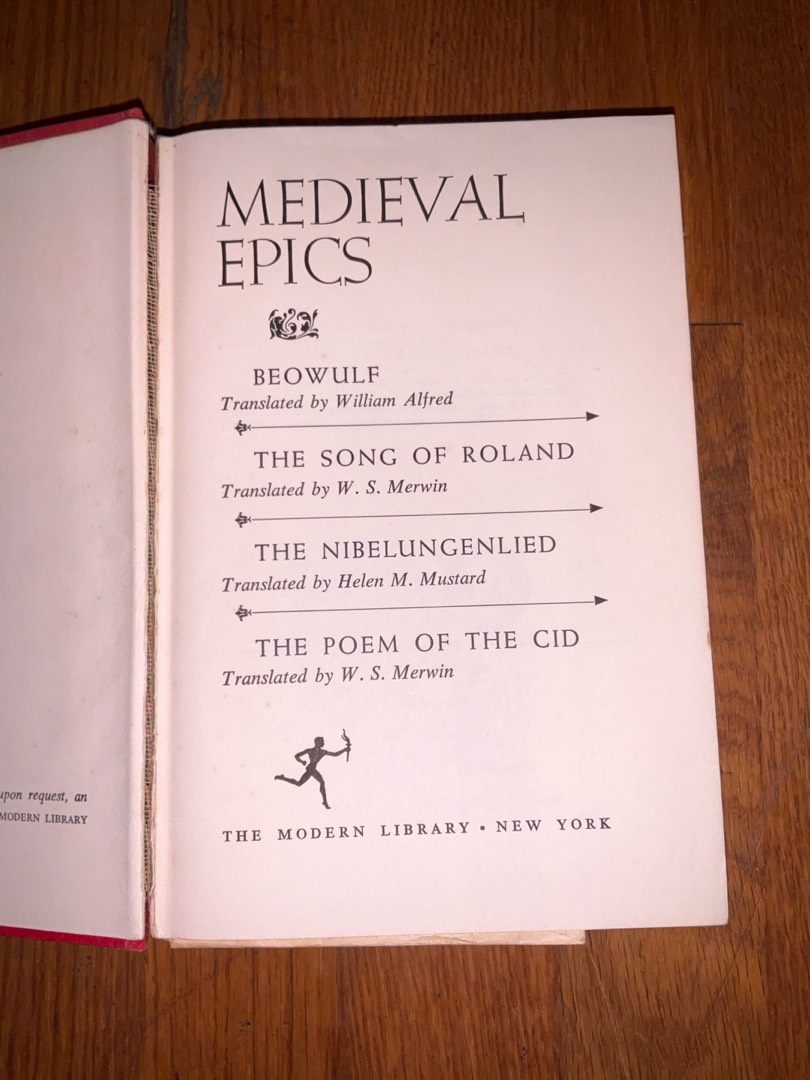 MEDIEVAL
EPICS
BEOWULF
Translated by William Alfred
THE SONG OF ROLAND
Translated by W. S. Merwin
THE NIBELUNGENLIED
Translated by Helen M. Mustard
THE POEM OF THE CID
Translated by W. S. Merwin
THE MODERN LIBRARY • NEW YORK
upon request, an
MODERN LIBRARY